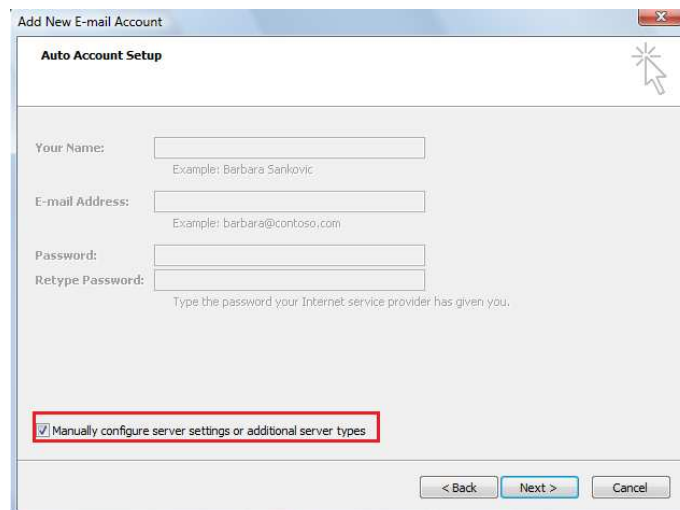 Add New E-mail Account
Auto Account Setup
Your Name:
Example: Barbara Sankovic
E-mail Address:
Example: barbara@contoso.com
Password:
Retype Password:
Type the password your Internet service provider has given you.
Manually configure server settings or additional server types
< Back Next > Cancel